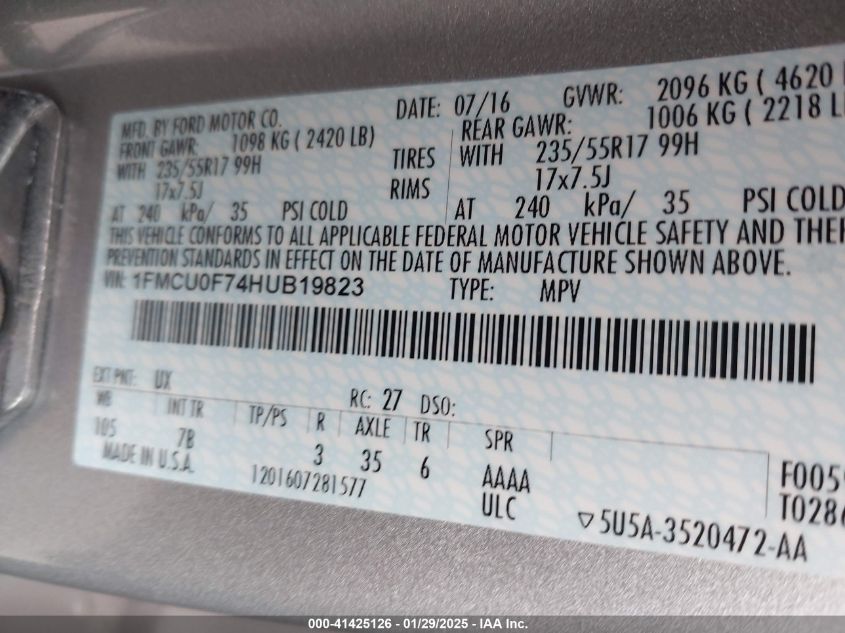 MFD. BY FORD MOTOR CO. DATE: 07/16 GVWR: 2096 KG ( 4620
FRONT GAWR: 1098 KG ( 2420 LB) REAR GAWR: 1006 KG ( 2218
WITH 235/55R17 99H TIRES WITH 235/55R17 99H
17x7.5J RIMS 17x7.5J
AT 240 kPa/ 35 PSI COLD AT 240 kPa/ 35 PSI COLD
THIS VEHICLE CONFORMS TO ALL APPLICABLE FEDERAL MOTOR VEHICLE SAFETY AND
PREVENTION STANDARDS IN EFFECT ON THE DATE OF MANUFACTURE SHOWN ABOVE.
VIN: 1FMCU0F74HUB19823 TYPE: MPV
EXT PNT: UX RC: 27 DSO:
WB INT TR TP/PS R AXLE TR SPR
105 7B 3 35 6 AAAA
MADE IN U.S.A. 1201607281577 ULC
▽5U5A-3520472-AA
000-41425126 - 01/29/2025 - IAA Inc.